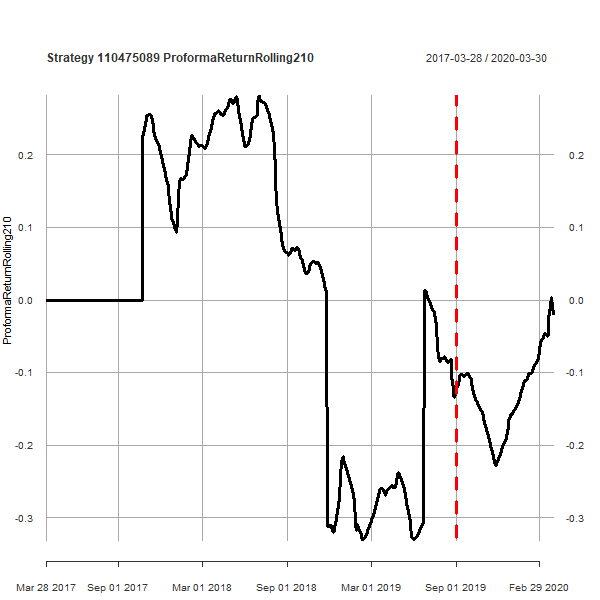 Strategy 110475089 ProformaReturnRolling210
2017-03-28 / 2020-03-30
ProformaReturnRolling210
0.2 0.2
0.1 0.1
0.0 0.0
-0.1 -0.1
-0.2 -0.2
-0.3 -0.3
Mar 28 2017 Sep 01 2017 Mar 01 2018 Sep 01 2018 Mar 01 2019 Sep 01 2019 Feb 29 2020